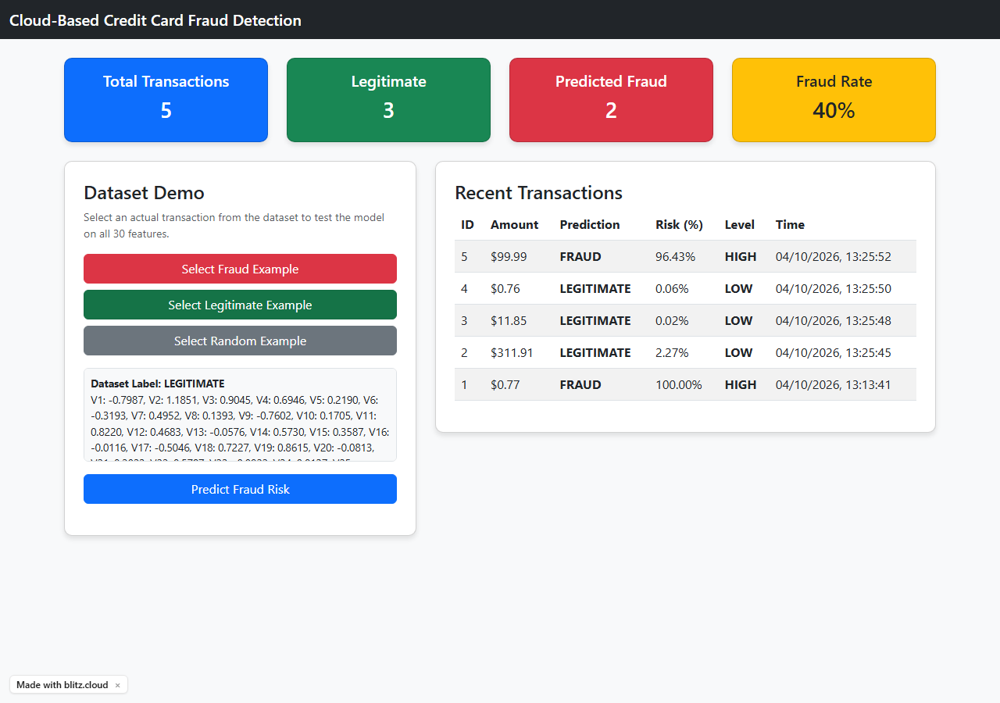 Cloud-Based Credit Card Fraud Detection
Total Transactions
5
Legitimate
3
Predicted Fraud
2
Fraud Rate
40%
Dataset Demo
Select an actual transaction from the dataset to test the model
on all 30 features.
Select Fraud Example
Select Legitimate Example
Select Random Example
Dataset Label: LEGITIMATE
V1: -0.7987, V2: 1.1851, V3: 0.9045, V4: 0.6946, V5: 0.2190, V6:
-0.3193, V7: 0.4952, V8: 0.1393, V9: -0.7602, V10: 0.1705, V11:
0.8220, V12: 0.4683, V13: -0.0576, V14: 0.5730, V15: 0.3587, V16:
-0.0116, V17: -0.5046, V18: 0.7227, V19: 0.8615, V20: -0.0813,
Predict Fraud Risk
Recent Transactions
ID Amount Prediction Risk (%) Level Time
5 $99.99 FRAUD 96.43% HIGH 04/10/2026, 13:25:52
4 $0.76 LEGITIMATE 0.06% LOW 04/10/2026, 13:25:50
3 $11.85 LEGITIMATE 0.02% LOW 04/10/2026, 13:25:48
2 $311.91 LEGITIMATE 2.27% LOW 04/10/2026, 13:25:45
1 $0.77 FRAUD 100.00% HIGH 04/10/2026, 13:13:41
Made with blitz.cloud ×